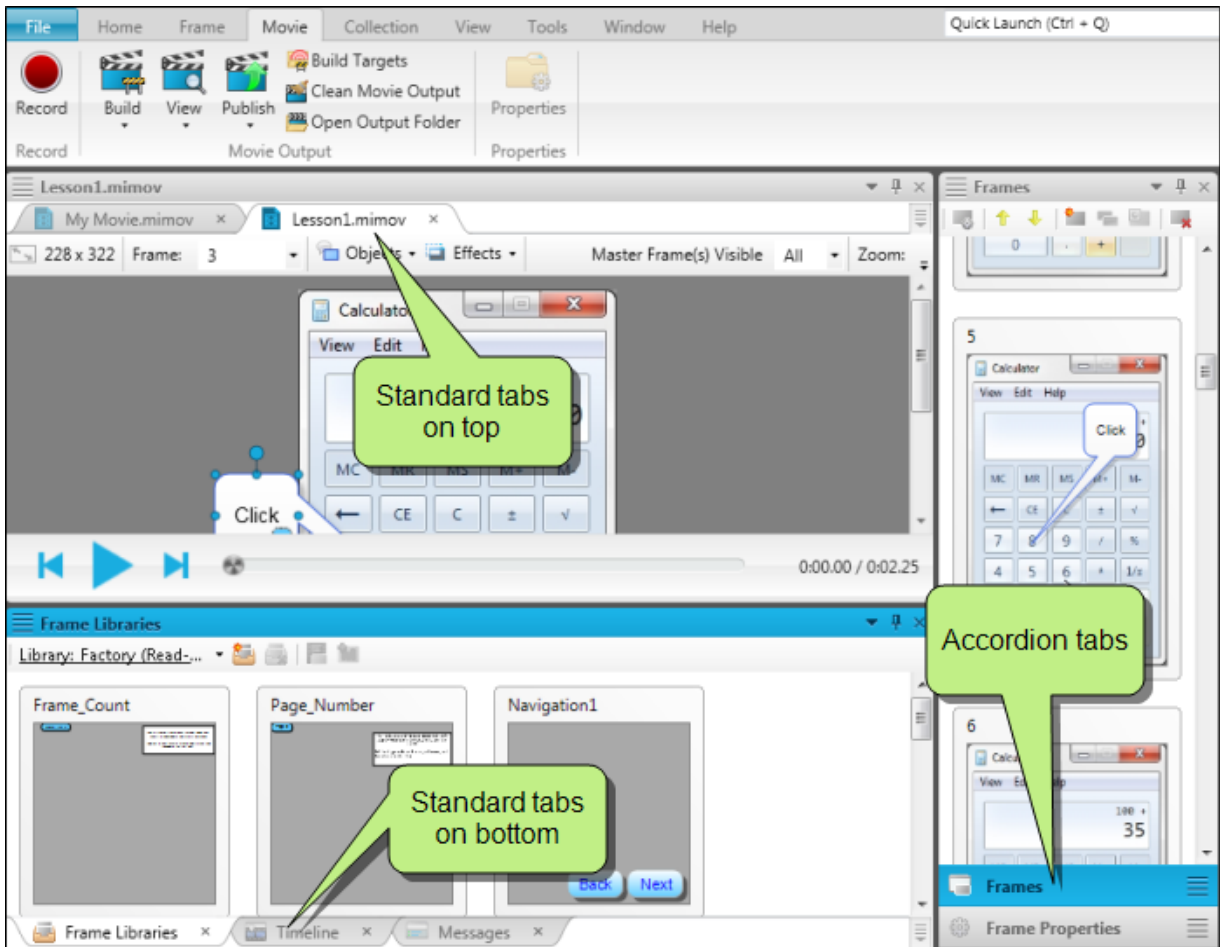 File Home Frame Movie Collection View Tools Window Help
Quick Launch (Ctrl + Q)
Record
Build
View
Publish
Build Targets
Clean Movie Output
Open Output Folder
Properties
Record
Movie Output
Properties
Lesson1.mimov
My Movie.mimov
Lesson1.mimov
228 x 322 Frame: 3 Objects Effects Master Frame(s) Visible All Zoom:
Calculator
View Edit
0
Standard tabs
on top
MC MR MS M+ M-
← CE C ± √
Click
0:00.00 / 0:02.25
Frames
0 . +
5
Calculator
View Edit Help
Click
MC MR MS M+ M-
← CE ± √
7 8 9 / %
4 5 6 * 1/x
Accordion tabs
6
View
100 +
35
Frames
Frame Properties
Frame Libraries
Library: Factory (Read-...
Frame_Count
Page_Number
Navigation1
Back Next
Standard tabs
on bottom
Frame Libraries
Timeline
Messages